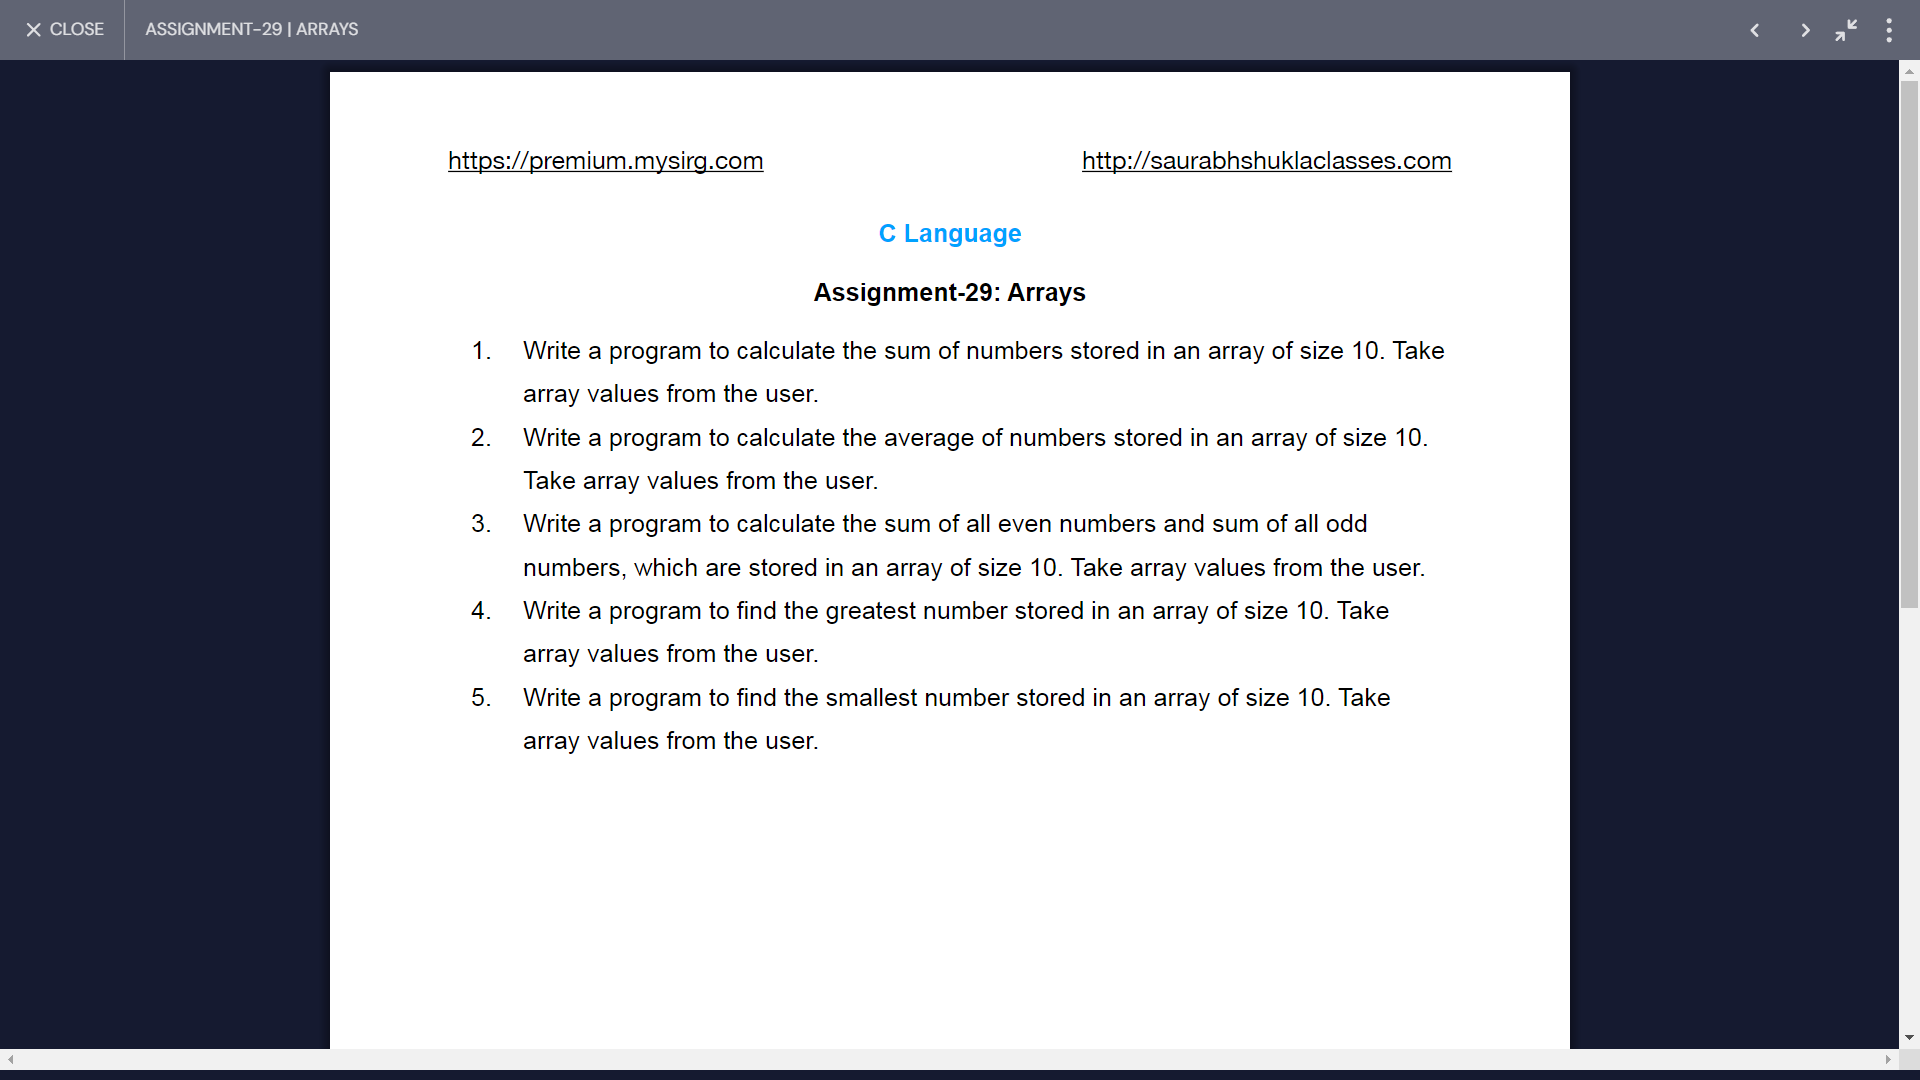 CLOSE
ASSIGNMENT-29 | ARRAYS
https://premium.mysirg.com
http://saurabhshuklaclasses.com
C Language
Assignment-29: Arrays
1. Write a program to calculate the sum of numbers stored in an array of size 10. Take
array values from the user.
2. Write a program to calculate the average of numbers stored in an array of size 10.
Take array values from the user.
3. Write a program to calculate the sum of all even numbers and sum of all odd
numbers, which are stored in an array of size 10. Take array values from the user.
4. Write a program to find the greatest number stored in an array of size 10. Take
array values from the user.
5. Write a program to find the smallest number stored in an array of size 10. Take
array values from the user.